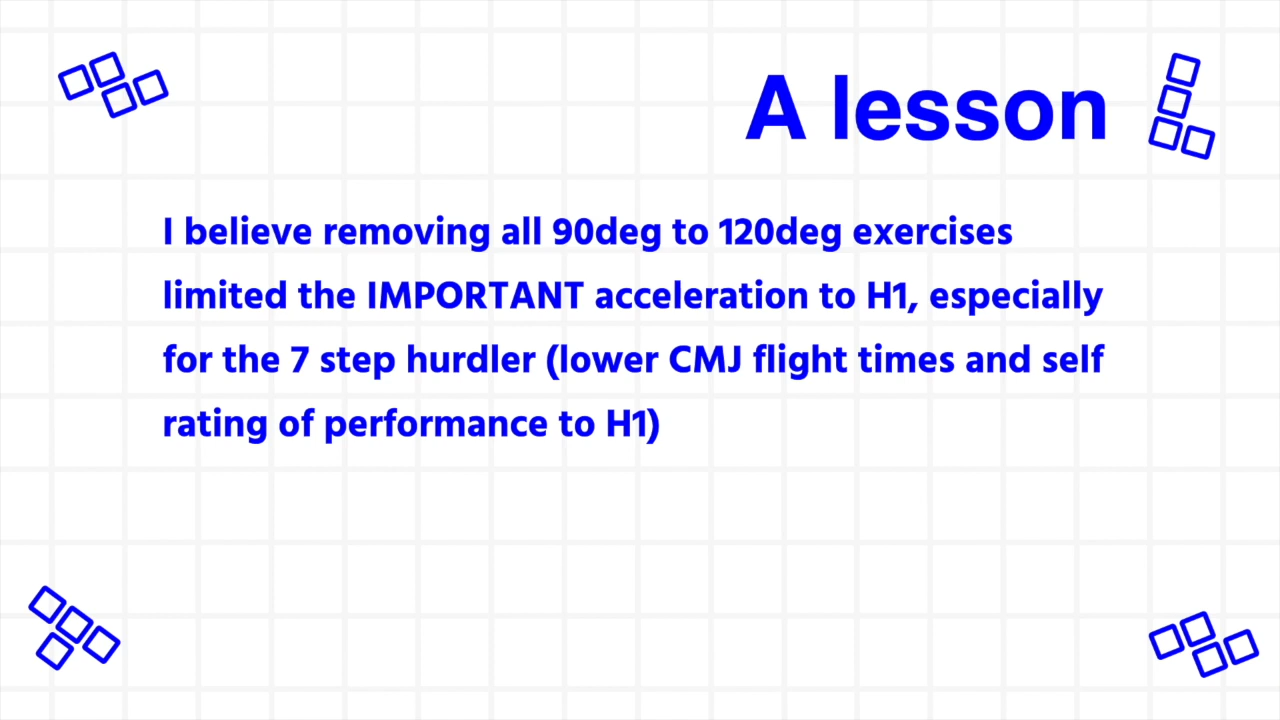 A lesson
I believe removing all 90deg to 120deg exercises
limited the IMPORTANT acceleration to H1, especially
for the 7 step hurdler (lower CMJ flight times and self
rating of performance to H1)